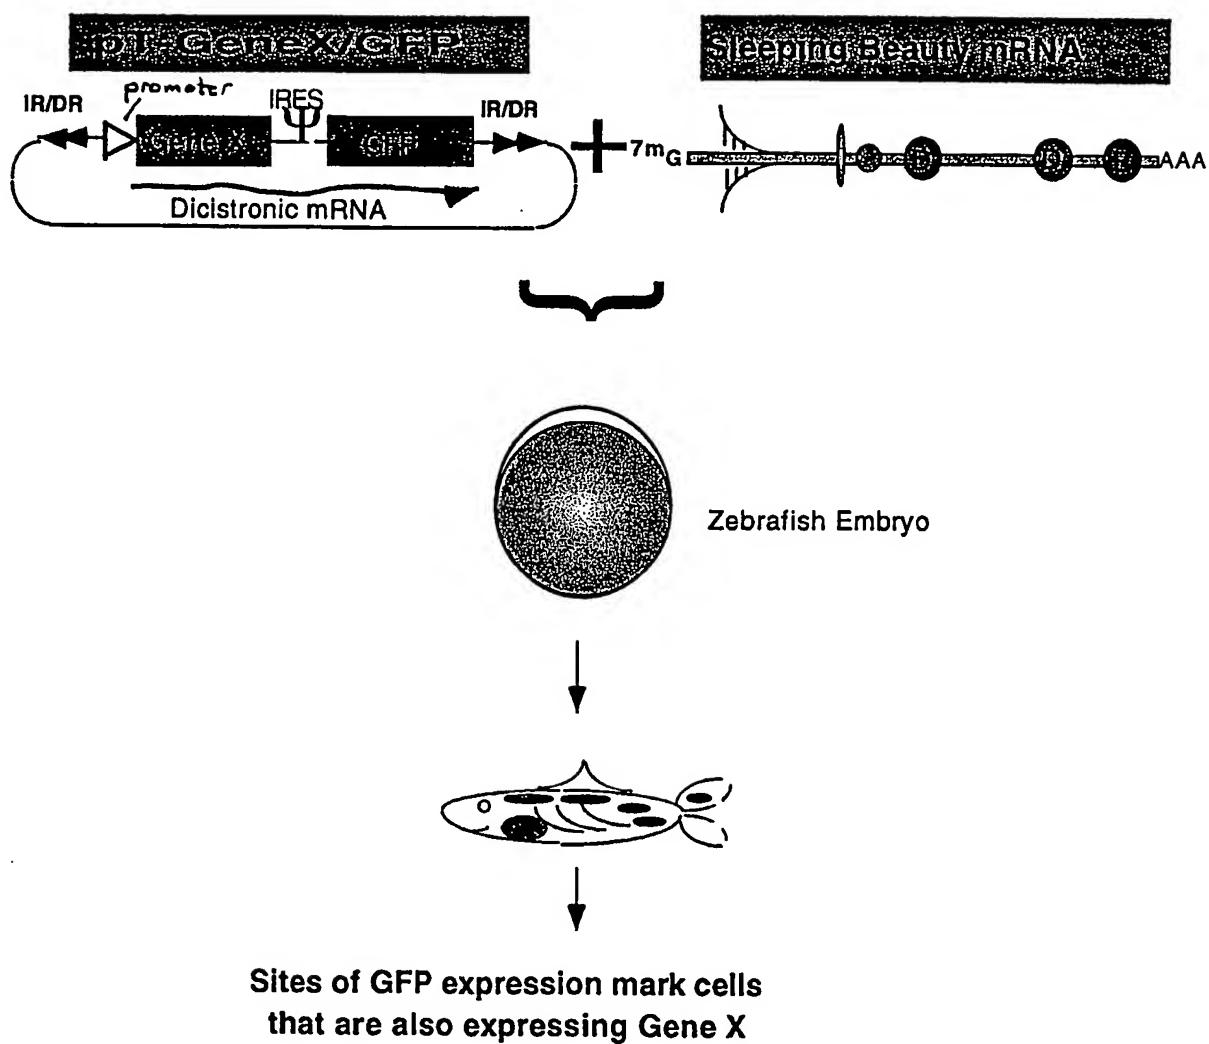 pT-GeneX/GFP
Sleeping Beauty mRNA
promoter
IR/DR
IRES
IR/DR
Gene X
GFP
7mG
AAA
Dicistronic mRNA
Zebrafish Embryo
Sites of GFP expression mark cells
that are also expressing Gene X